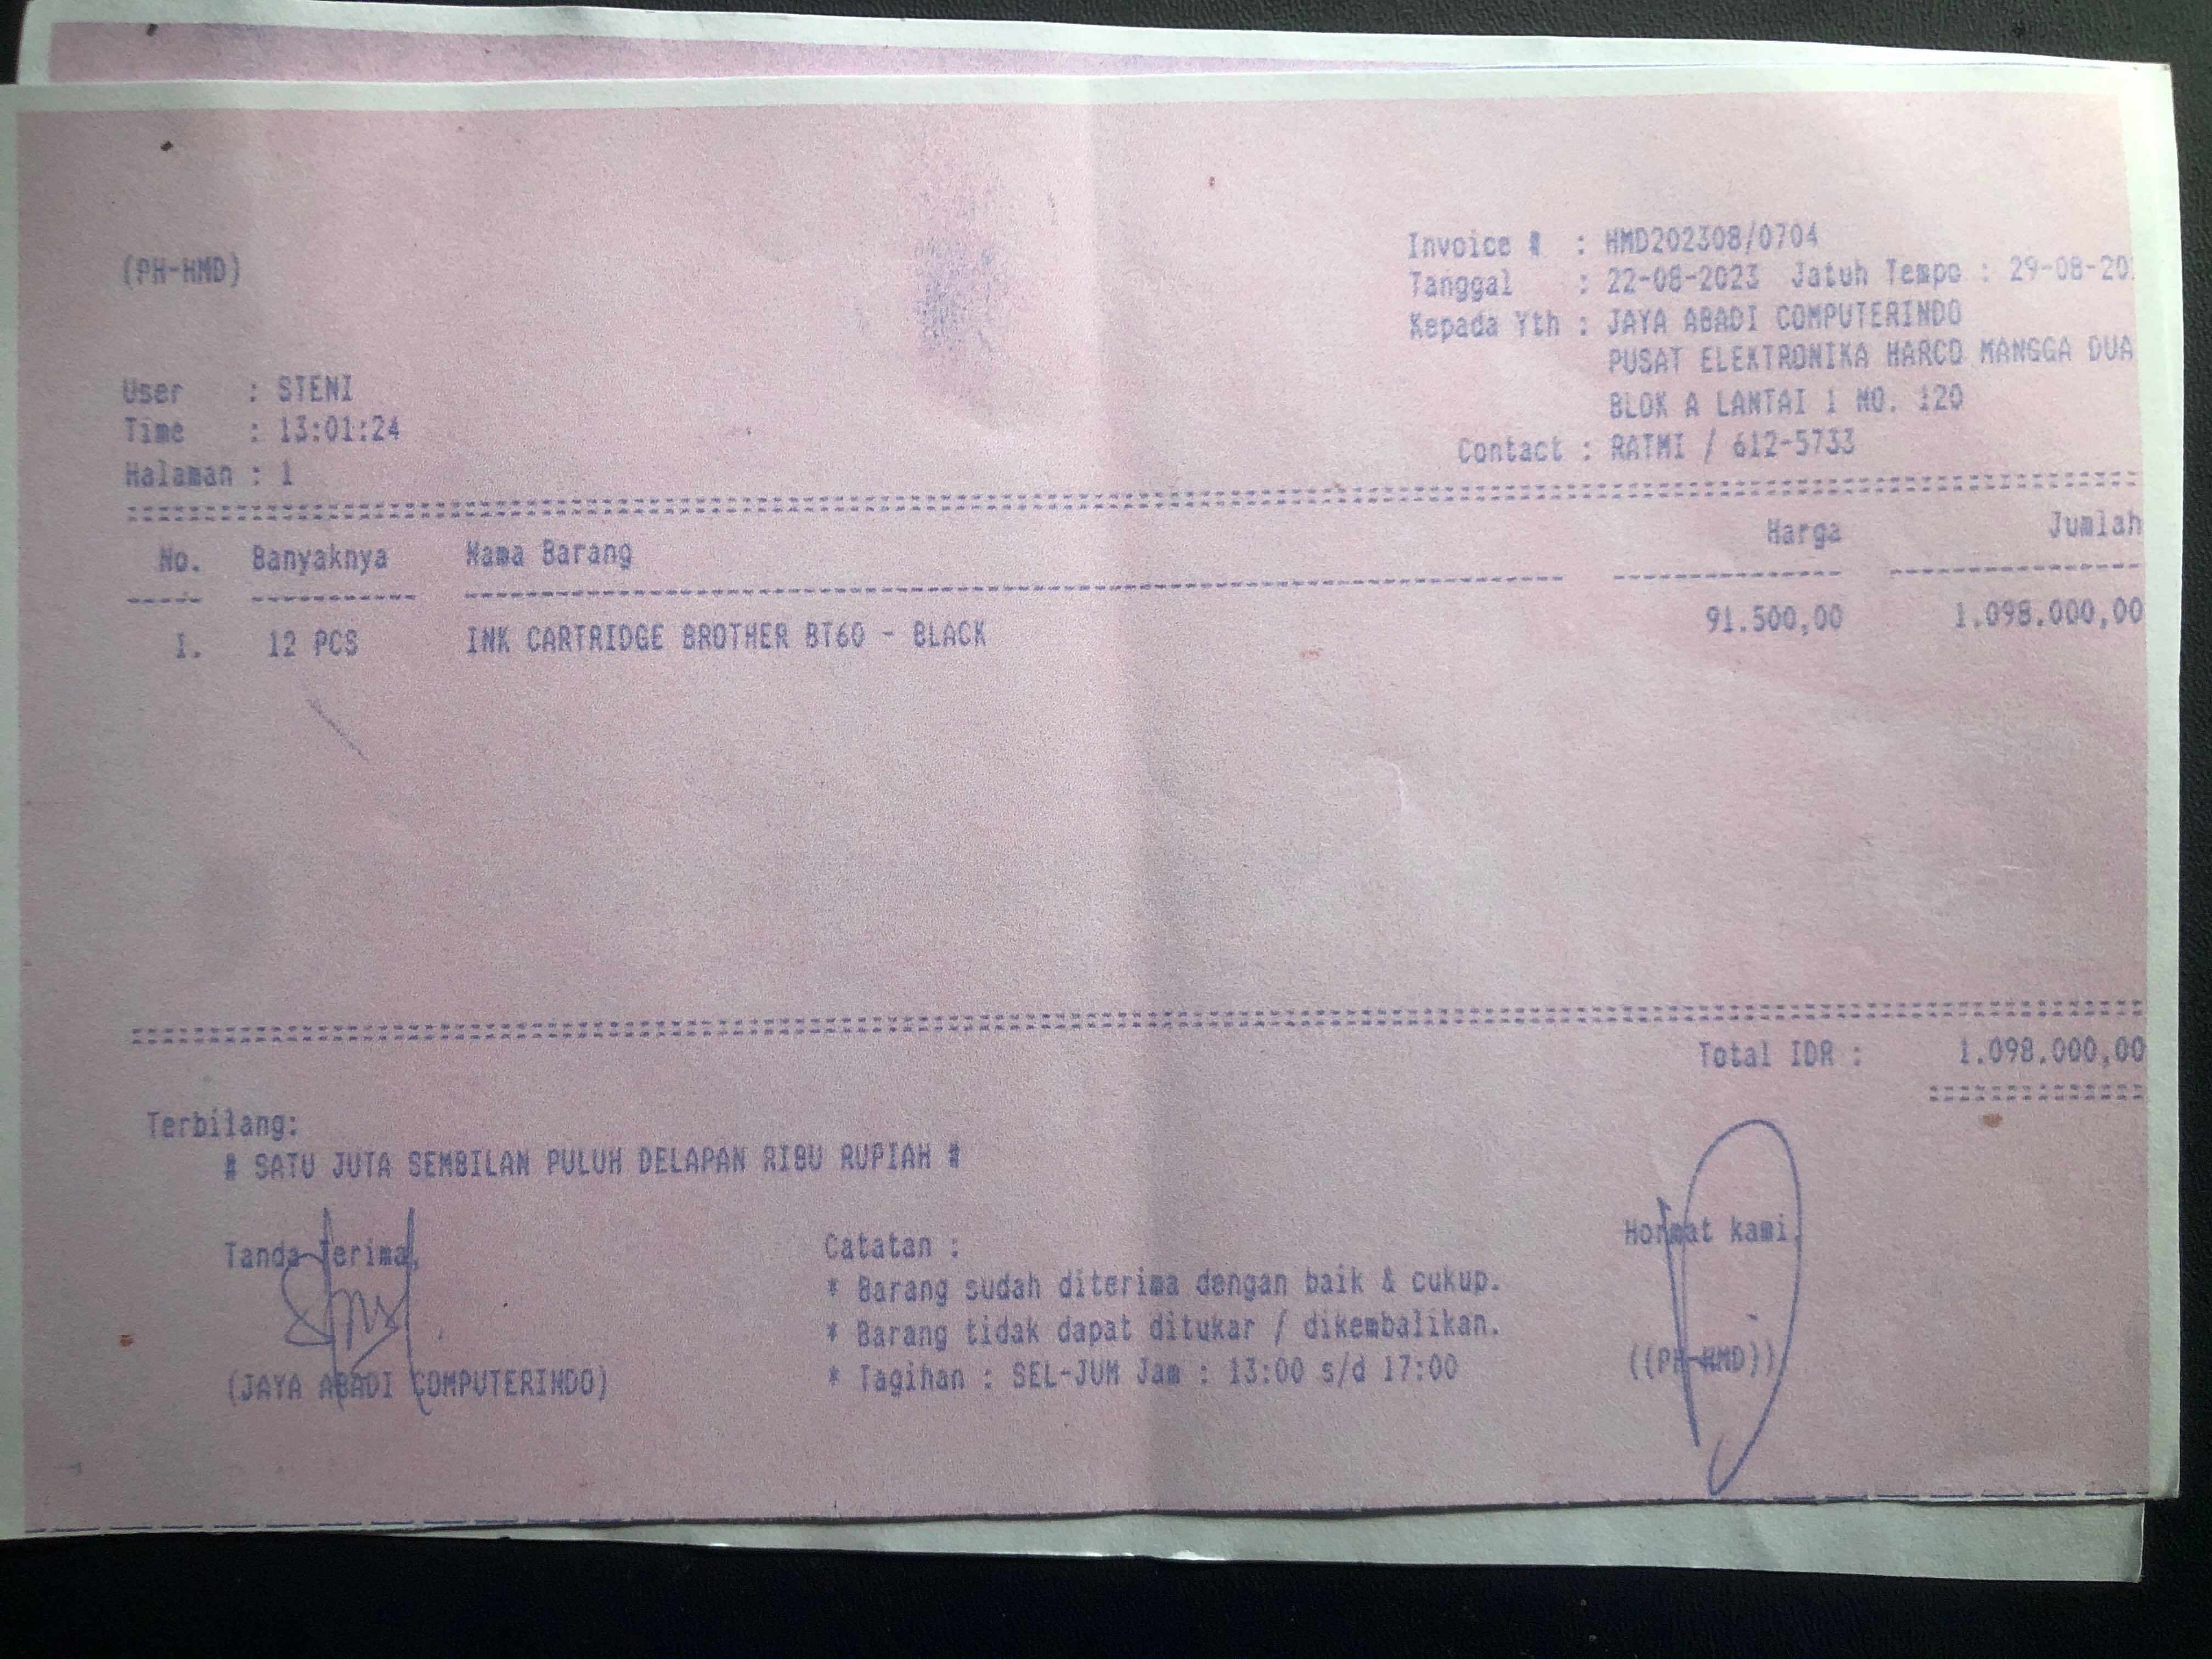 (PH-HMD)
Invoice # : HMD202308/0704
Tanggal : 22-08-2023 Jatuh Tempo : 29-08-20
Kepada Yth : JAYA ABADI COMPUTERINDO
PUSAT ELEKTRONIKA HARCO MANGGA DUA
BLOK A LANTAI 1 NO. 120
Contact : RATMI / 612-5733
User : STENI
Time : 13:01:24
Halaman : 1
No. Banyaknya Nama Barang Harga Jumlah
1. 12 PCS INK CARTRIDGE BROTHER BT60 - BLACK 91.500,00 1.098.000,00
Total IDR : 1.098.000,00
Terbilang:
# SATU JUTA SEMBILAN PULUH DELAPAN RIBU RUPIAH #
Tanda Terima,
(JAYA ABADI COMPUTERINDO)
Catatan :
* Barang sudah diterima dengan baik & cukup.
* Barang tidak dapat ditukar / dikembalikan.
* Tagihan : SEL-JUM Jam : 13:00 s/d 17:00
Hormat kami,
((PH-HMD))